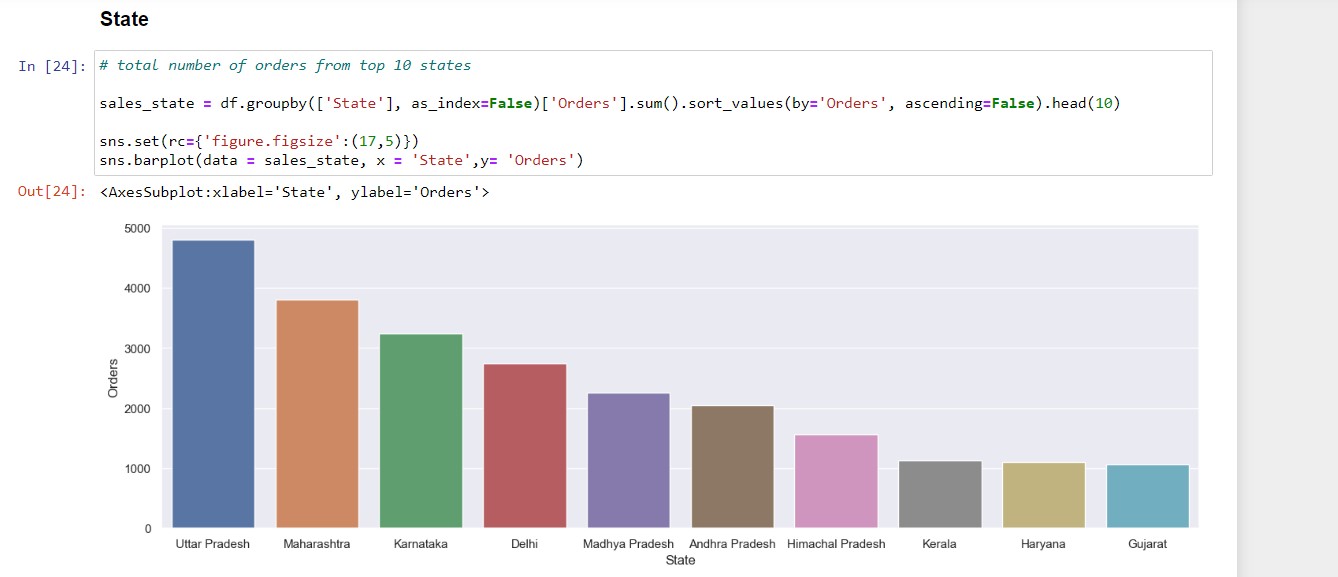 State
In [24]:
# total number of orders from top 10 states
sales_state = df.groupby(['State'], as_index=False)['Orders'].sum().sort_values(by='Orders', ascending=False).head(10)
sns.set(rc={'figure.figsize':(17,5)})
sns.barplot(data = sales_state, x = 'State',y= 'Orders')
Out[24]: <AxesSubplot:xlabel='State', ylabel='Orders'>
5000
4000
3000
2000
1000
0
Orders
Uttar Pradesh Maharashtra Karnataka Delhi Madhya Pradesh Andhra Pradesh Himachal Pradesh Kerala Haryana Gujarat
State